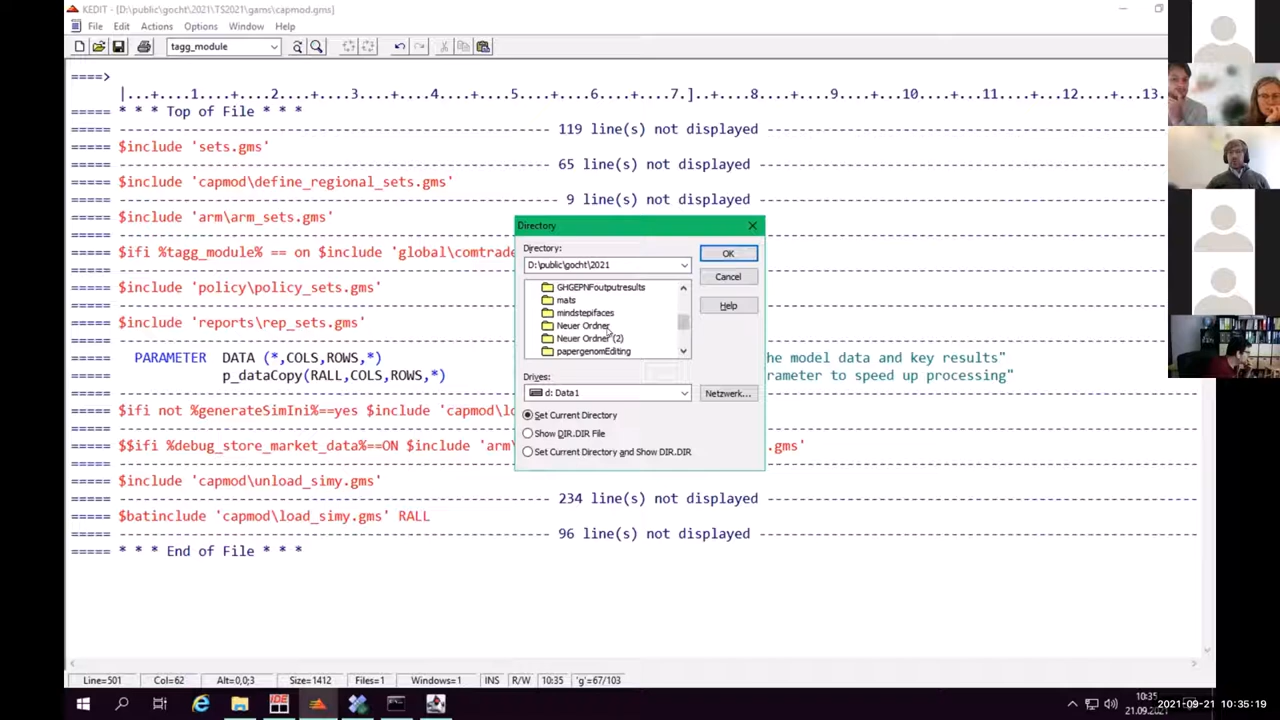 KEDIT - [D:\public\gocht\2021\TS2021\gams\capmod.gms]
File Edit Actions Options Window Help
tagg_module
====>
|...+....1....+....2....+....3....+....4....+....5....+....6....+....7.]..+....8....+....9....+...10....+...11....+...12....+...13.
* * * Top of File * * *
===== 119 line(s) not displayed
===== $include 'sets.gms'
===== 65 line(s) not displayed
===== $include 'capmod\define_regional_sets.gms'
===== 9 line(s) not displayed
===== $include 'arm\arm_sets.gms'
===== $ifi %tagg_module% == on $include 'global\comtrade
===== $include 'policy\policy_sets.gms'
===== $include 'reports\rep_sets.gms'
===== PARAMETER DATA (*,COLS,ROWS,*) he model data and key results"
===== p_dataCopy(RALL,COLS,ROWS,*) rameter to speed up processing"
===== $ifi not %generateSimIni%==yes $include 'capmod\lo
===== $$ifi %debug_store_market_data%==ON $include 'arm\ .gms'
===== $include 'capmod\unload_simy.gms'
===== 234 line(s) not displayed
===== $batinclude 'capmod\load_simy.gms' RALL
===== 96 line(s) not displayed
===== * * * End of File * * *
Directory
Directory:
D:\public\gocht\2021
GHGEPNFoutputresults
mats
mindstepifaces
Neuer Ordner
Neuer Ordner (2)
papergenomEditing
OK
Cancel
Help
Drives:
d: Data1
Netzwerk...
Set Current Directory
Show DIR.DIR File
Set Current Directory and Show DIR.DIR
Line=501 Col=62 Alt=0,0;3 Size=1412 Files=1 Windows=1 INS R/W 10:35 'g'=67/103
IDE
10:35
21.09.
2021-09-21 10:35:19